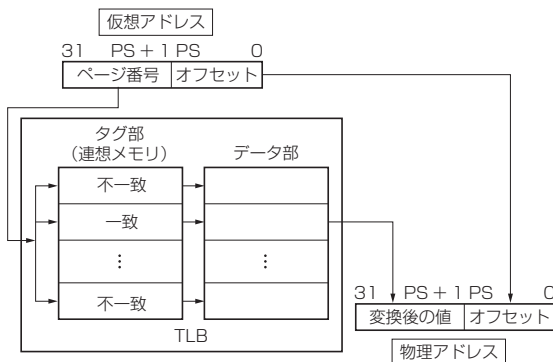 仮想アドレス
31 PS + 1 PS 0
ページ番号 オフセット
タグ部
(連想メモリ)
データ部
不一致
一致
⋮ ⋮
不一致
TLB
31 PS + 1 PS 0
変換後の値 オフセット
物理アドレス